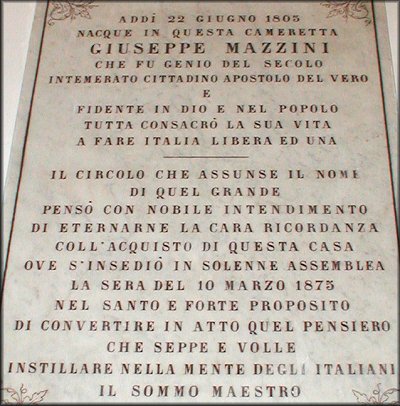 ADDÌ 22 GIUGNO 1805
NACQUE IN QUESTA CAMERETTA
GIUSEPPE MAZZINI
CHE FU GENIO DEL SECOLO
INTEMERATO CITTADINO APOSTOLO DEL VERO
E
FIDENTE IN DIO E NEL POPOLO
TUTTA CONSACRÒ LA SUA VITA
A FARE ITALIA LIBERA ED UNA
IL CIRCOLO CHE ASSUNSE IL NOME
DI QUEL GRANDE
PENSÒ CON NOBILE INTENDIMENTO
DI ETERNARNE LA CARA RICORDANZA
COLL'ACQUISTO DI QUESTA CASA
OVE S'INSEDIÒ IN SOLENNE ASSEMBLEA
LA SERA DEL 10 MARZO 1875
NEL SANTO E FORTE PROPOSITO
DI CONVERTIRE IN ATTO QUEL PENSIERO
CHE SEPPE E VOLLE
INSTILLARE NELLA MENTE DEGLI ITALIANI
IL SOMMO MAESTRO